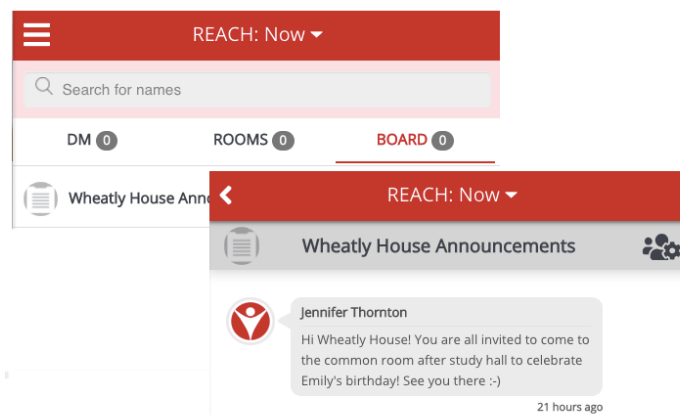 REACH: Now
Search for names
DM 0 ROOMS 0 BOARD 0
Wheatly House Ann
REACH: Now
Wheatly House Announcements
Jennifer Thornton
Hi Wheatly House! You are all invited to come to
the common room after study hall to celebrate
Emily's birthday! See you there :-)
21 hours ago